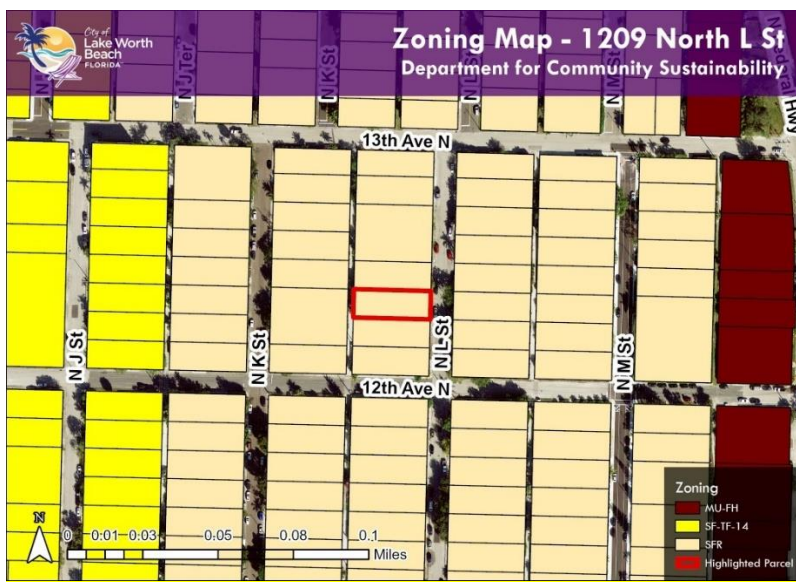 City of
Lake Worth
Beach
FLORIDA
Zoning Map - 1209 North L St
Department for Community Sustainability
N J Ter
N K St
N L St
N M St
Federal Hwy
13th Ave N
N J St
N K St
N L St
N M St
12th Ave N
Zoning
MU-FH
SF-TF-14
SFR
Highlighted Parcel
N
0 0.01 0.03 0.05 0.08 0.1
Miles